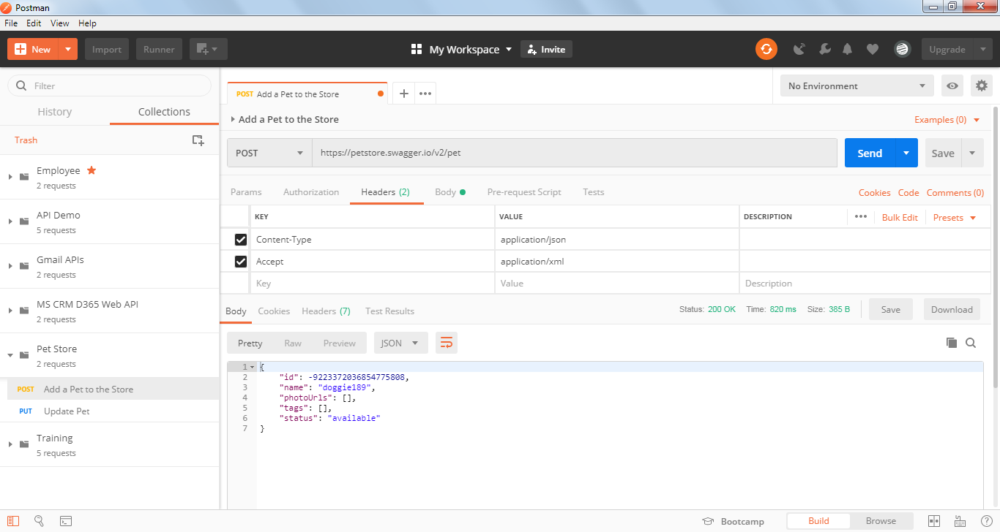 Postman
File Edit View Help
New Import Runner My Workspace Invite Upgrade
Filter
History Collections
Trash
Employee
2 requests
API Demo
5 requests
Gmail APIs
2 requests
MS CRM D365 Web API
2 requests
Pet Store
2 requests
POST Add a Pet to the Store
PUT Update Pet
Training
5 requests
POST Add a Pet to the Store
No Environment
Add a Pet to the Store Examples (0)
POST https://petstore.swagger.io/v2/pet Send Save
Params Authorization Headers (2) Body Pre-request Script Tests Cookies Code Comments (0)
KEY VALUE DESCRIPTION Bulk Edit Presets
Content-Type application/json
Accept application/xml
Key Value Description
Body Cookies Headers (7) Test Results Status: 200 OK Time: 820 ms Size: 385 B Save Download
Pretty Raw Preview JSON
1 {
2 "id": -9223372036854775808,
3 "name": "doggie189",
4 "photoUrls": [],
5 "tags": [],
6 "status": "available"
7 }
Bootcamp Build Browse